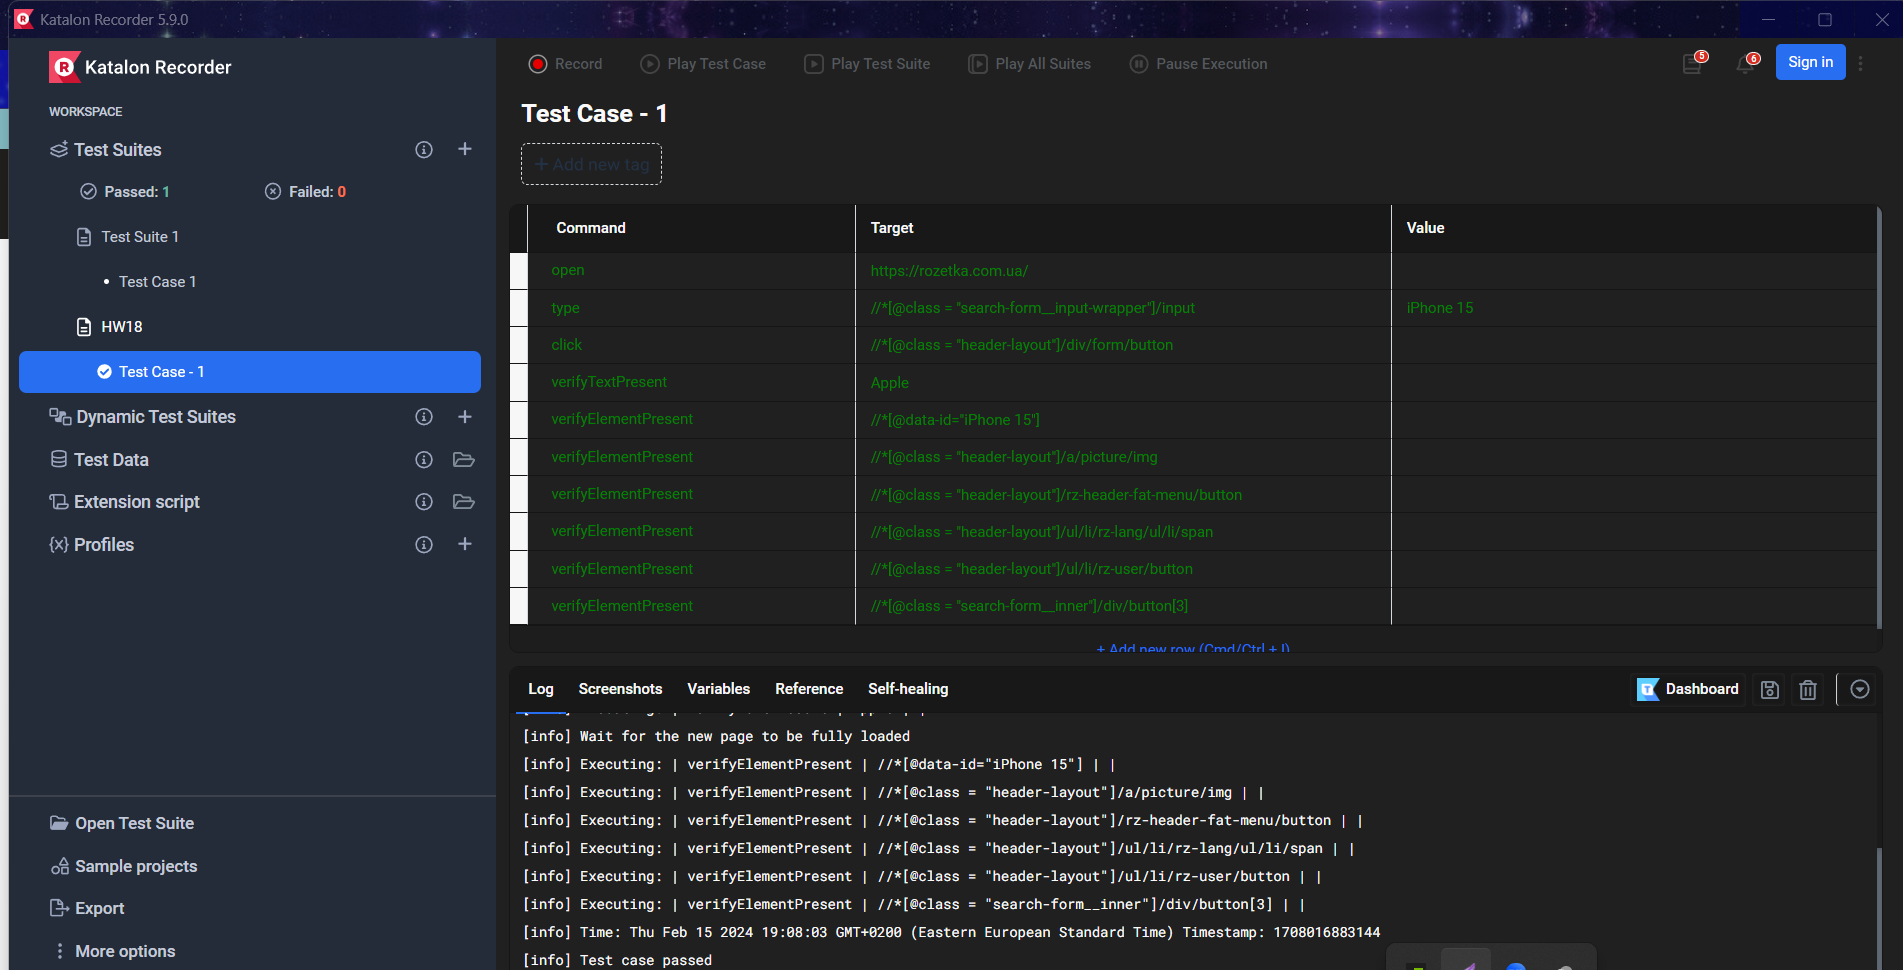 Katalon Recorder 5.9.0
Katalon Recorder
WORKSPACE
Test Suites
Passed: 1 Failed: 0
Test Suite 1
Test Case 1
HW18
Test Case - 1
Dynamic Test Suites
Test Data
Extension script
{x} Profiles
Open Test Suite
Sample projects
Export
More options
Record Play Test Case Play Test Suite Play All Suites Pause Execution 5 6 Sign in
Test Case - 1
+ Add new tag
Command Target Value
open https://rozetka.com.ua/
type //*[@class = "search-form__input-wrapper"]/input iPhone 15
click //*[@class = "header-layout"]/div/form/button
verifyTextPresent Apple
verifyElementPresent //*[@data-id="iPhone 15"]
verifyElementPresent //*[@class = "header-layout"]/a/picture/img
verifyElementPresent //*[@class = "header-layout"]/rz-header-fat-menu/button
verifyElementPresent //*[@class = "header-layout"]/ul/li/rz-lang/ul/li/span
verifyElementPresent //*[@class = "header-layout"]/ul/li/rz-user/button
verifyElementPresent //*[@class = "search-form__inner"]/div/button[3]
+ Add new row (Cmd/Ctrl + I)
Log Screenshots Variables Reference Self-healing Dashboard
[info] Wait for the new page to be fully loaded
[info] Executing: | verifyElementPresent | //*[@data-id="iPhone 15"] | |
[info] Executing: | verifyElementPresent | //*[@class = "header-layout"]/a/picture/img | |
[info] Executing: | verifyElementPresent | //*[@class = "header-layout"]/rz-header-fat-menu/button | |
[info] Executing: | verifyElementPresent | //*[@class = "header-layout"]/ul/li/rz-lang/ul/li/span | |
[info] Executing: | verifyElementPresent | //*[@class = "header-layout"]/ul/li/rz-user/button | |
[info] Executing: | verifyElementPresent | //*[@class = "search-form__inner"]/div/button[3] | |
[info] Time: Thu Feb 15 2024 19:08:03 GMT+0200 (Eastern European Standard Time) Timestamp: 1708016883144
[info] Test case passed